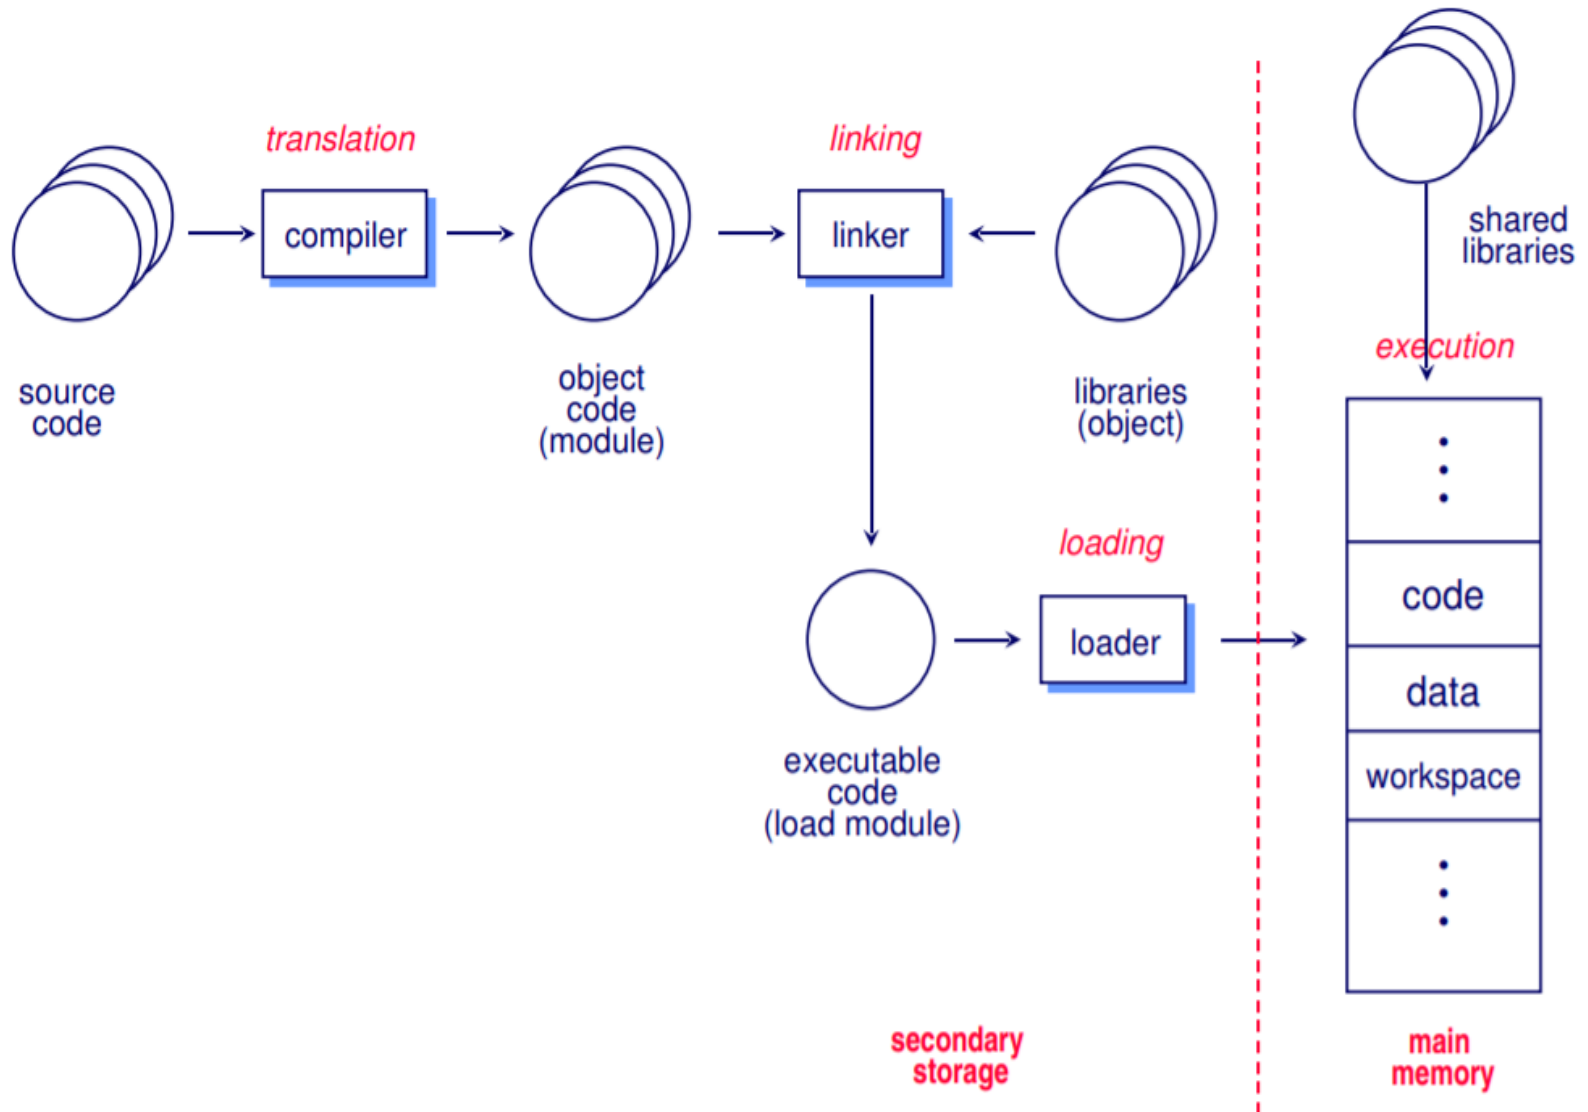 translation
linking
compiler
linker
shared
libraries
execution
source
code
object
code
(module)
libraries
(object)
loading
loader
code
data
workspace
executable
code
(load module)
secondary
storage
main
memory